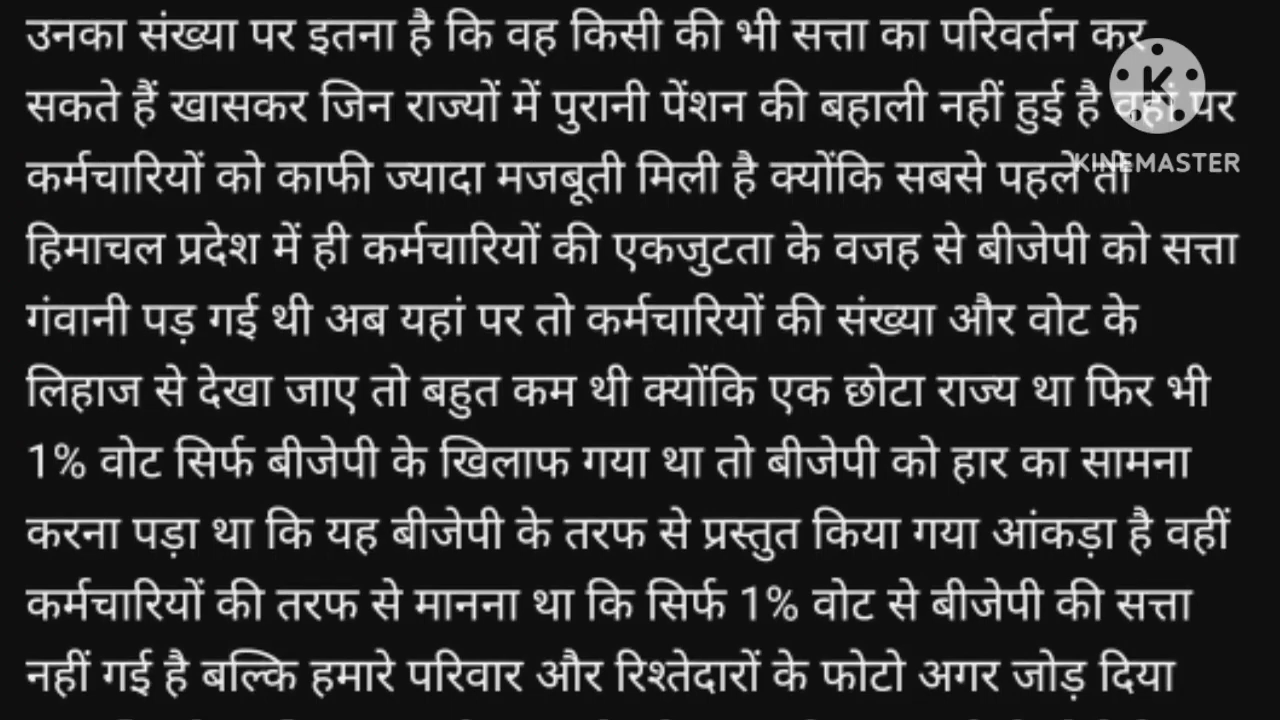 उनका संख्या पर इतना है कि वह किसी की भी सत्ता का परिवर्तन कर
सकते हैं खासकर जिन राज्यों में पुरानी पेंशन की बहाली नहीं हुई है वहां पर
KINEMASTER
कर्मचारियों को काफी ज्यादा मजबूती मिली है क्योंकि सबसे पहले तो
हिमाचल प्रदेश में ही कर्मचारियों की एकजुटता के वजह से बीजेपी को सत्ता
गंवानी पड़ गई थी अब यहां पर तो कर्मचारियों की संख्या और वोट के
लिहाज से देखा जाए तो बहुत कम थी क्योंकि एक छोटा राज्य था फिर भी
1% वोट सिर्फ बीजेपी के खिलाफ गया था तो बीजेपी को हार का सामना
करना पड़ा था कि यह बीजेपी के तरफ से प्रस्तुत किया गया आंकड़ा है वहीं
कर्मचारियों की तरफ से मानना था कि सिर्फ 1% वोट से बीजेपी की सत्ता
नहीं गई है बल्कि हमारे परिवार और रिश्तेदारों के फोटो अगर जोड़ दिया